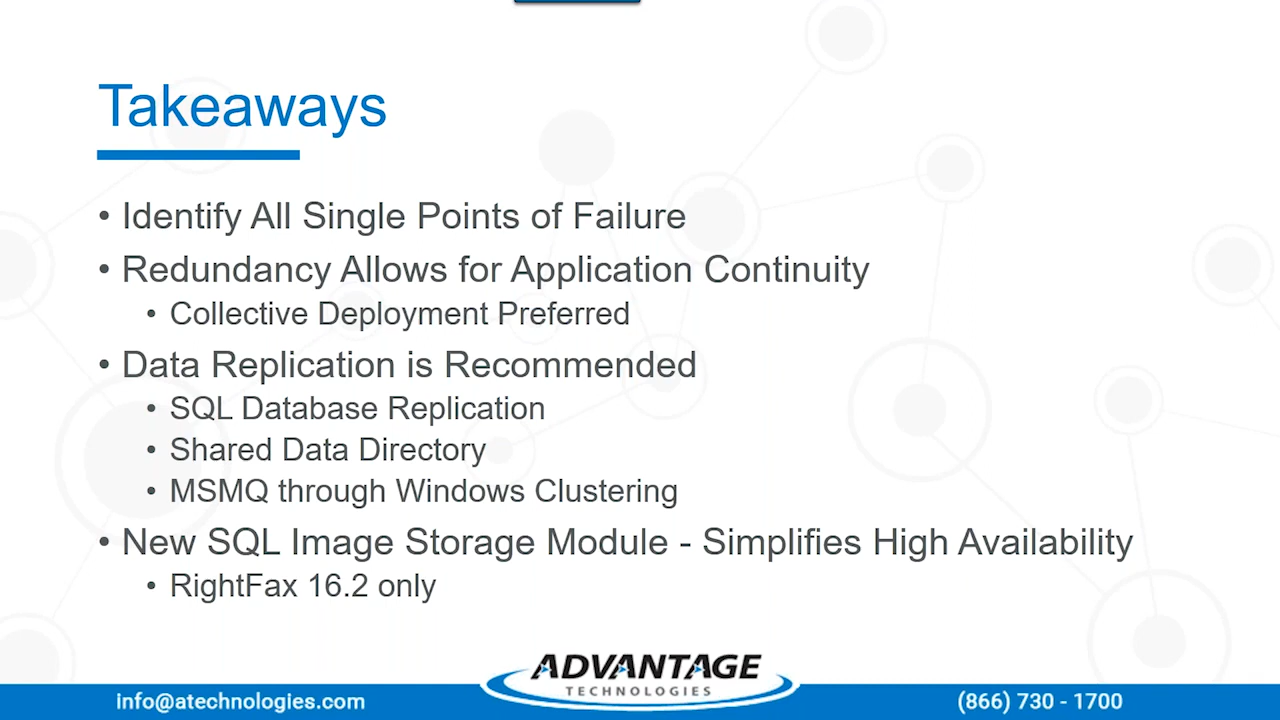 Takeaways
• Identify All Single Points of Failure
• Redundancy Allows for Application Continuity
• Collective Deployment Preferred
• Data Replication is Recommended
• SQL Database Replication
• Shared Data Directory
• MSMQ through Windows Clustering
• New SQL Image Storage Module - Simplifies High Availability
• RightFax 16.2 only
ADVANTAGE
TECHNOLOGIES
info@atechnologies.com
(866) 730 - 1700